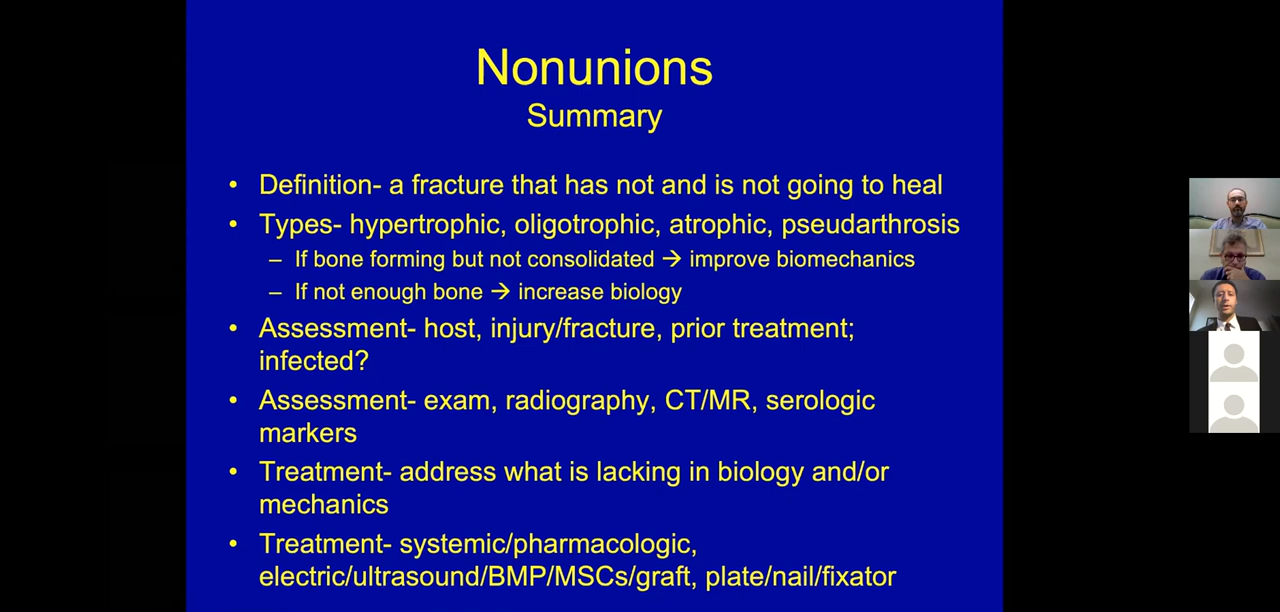 Nonunions
Summary
• Definition- a fracture that has not and is not going to heal
• Types- hypertrophic, oligotrophic, atrophic, pseudarthrosis
– If bone forming but not consolidated → improve biomechanics
– If not enough bone → increase biology
• Assessment- host, injury/fracture, prior treatment;
infected?
• Assessment- exam, radiography, CT/MR, serologic
markers
• Treatment- address what is lacking in biology and/or
mechanics
• Treatment- systemic/pharmacologic,
electric/ultrasound/BMP/MSCs/graft, plate/nail/fixator